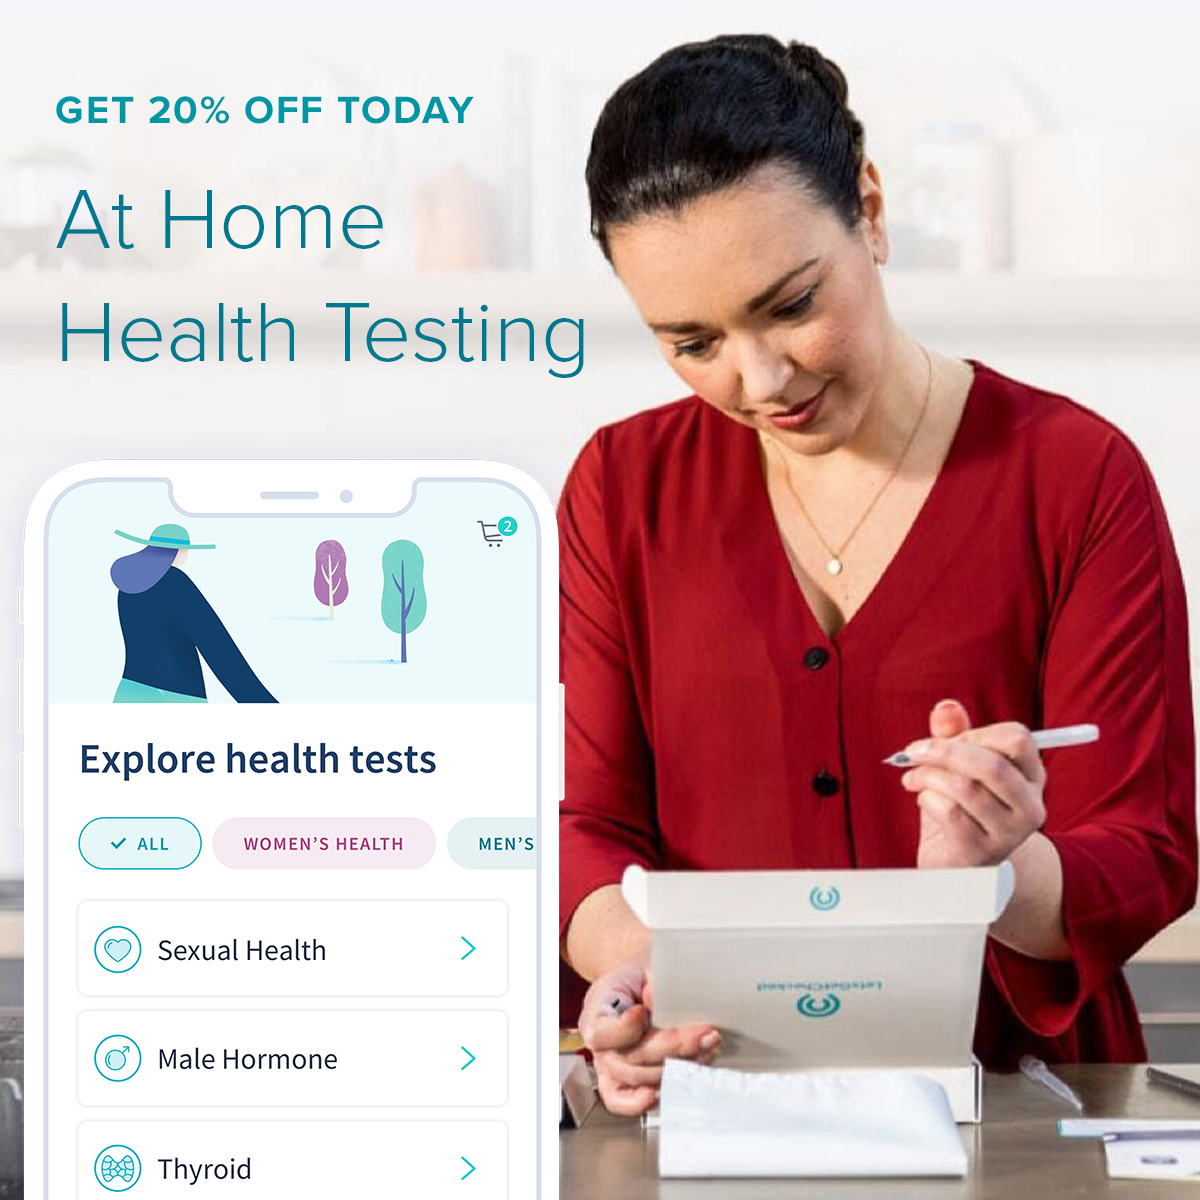 GET 20% OFF TODAY
At Home
Health Testing
2
Explore health tests
ALL
WOMEN'S HEALTH
MEN'S
Sexual Health
Male Hormone
Thyroid
LetsGetChecked